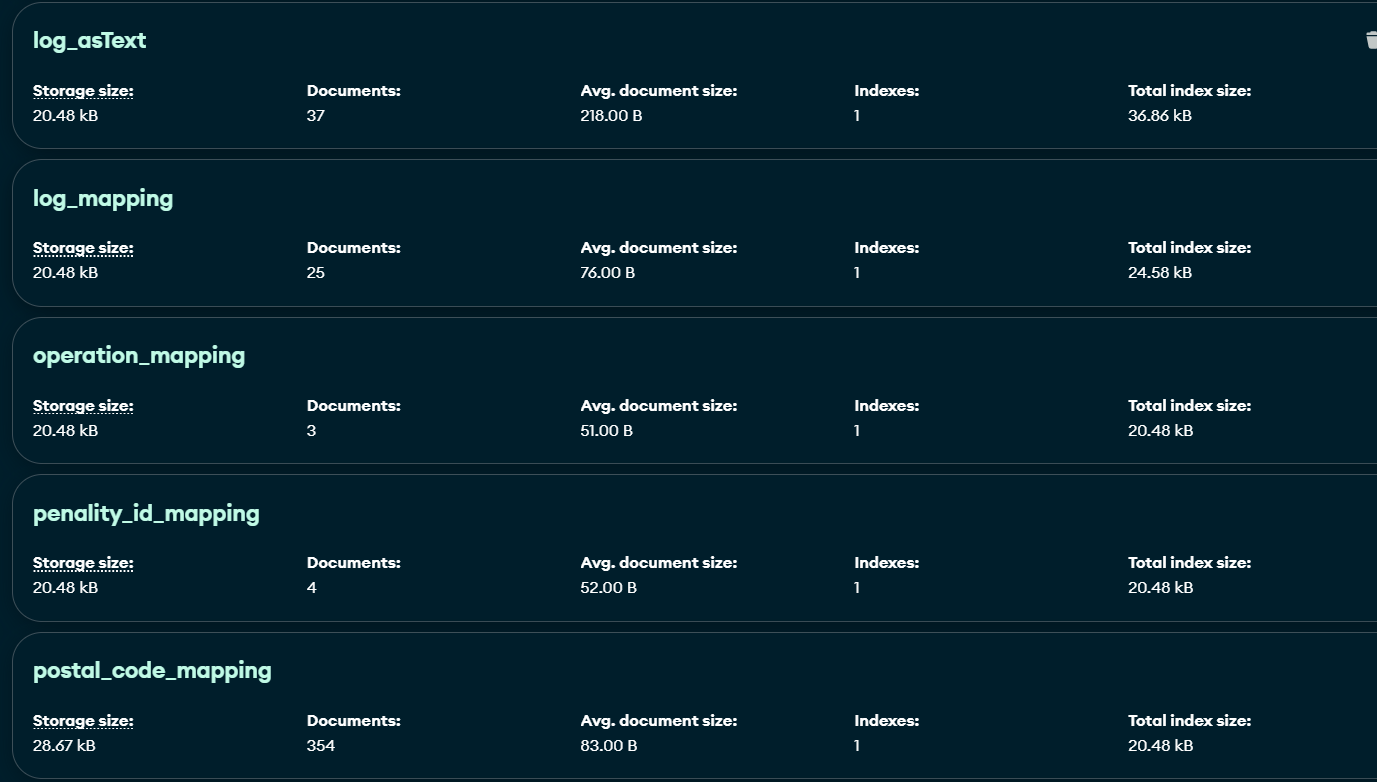 log_asText
Storage size: Documents: Avg. document size: Indexes: Total index size:
20.48 kB 37 218.00 B 1 36.86 kB
log_mapping
Storage size: Documents: Avg. document size: Indexes: Total index size:
20.48 kB 25 76.00 B 1 24.58 kB
operation_mapping
Storage size: Documents: Avg. document size: Indexes: Total index size:
20.48 kB 3 51.00 B 1 20.48 kB
penality_id_mapping
Storage size: Documents: Avg. document size: Indexes: Total index size:
20.48 kB 4 52.00 B 1 20.48 kB
postal_code_mapping
Storage size: Documents: Avg. document size: Indexes: Total index size:
28.67 kB 354 83.00 B 1 20.48 kB